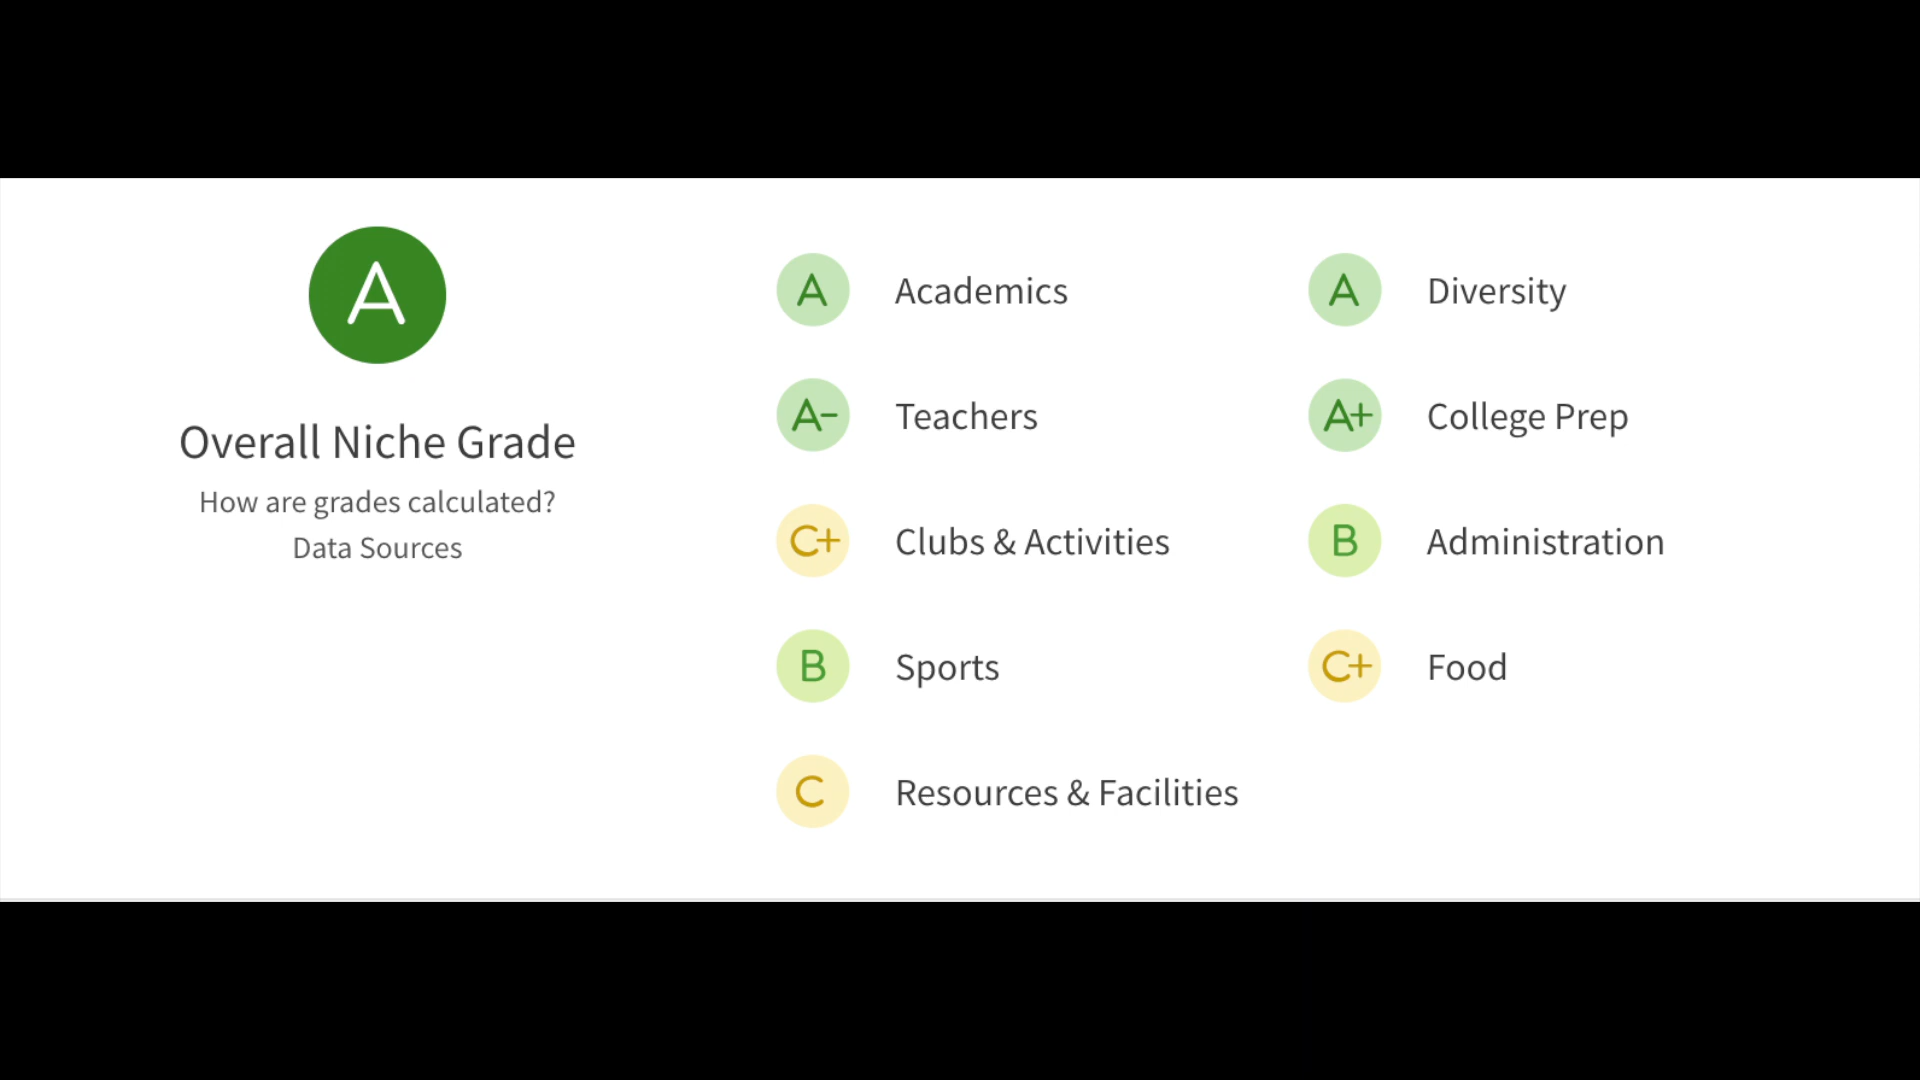 A
Overall Niche Grade
How are grades calculated?
Data Sources
A Academics
A- Teachers
C+ Clubs & Activities
B Sports
C Resources & Facilities
A Diversity
A+ College Prep
B Administration
C+ Food